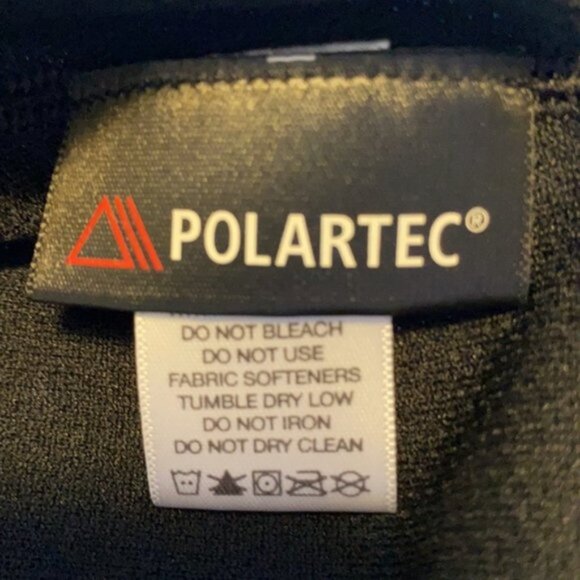 POLARTEC®
DO NOT BLEACH
DO NOT USE
FABRIC SOFTENERS
TUMBLE DRY LOW
DO NOT IRON
DO NOT DRY CLEAN